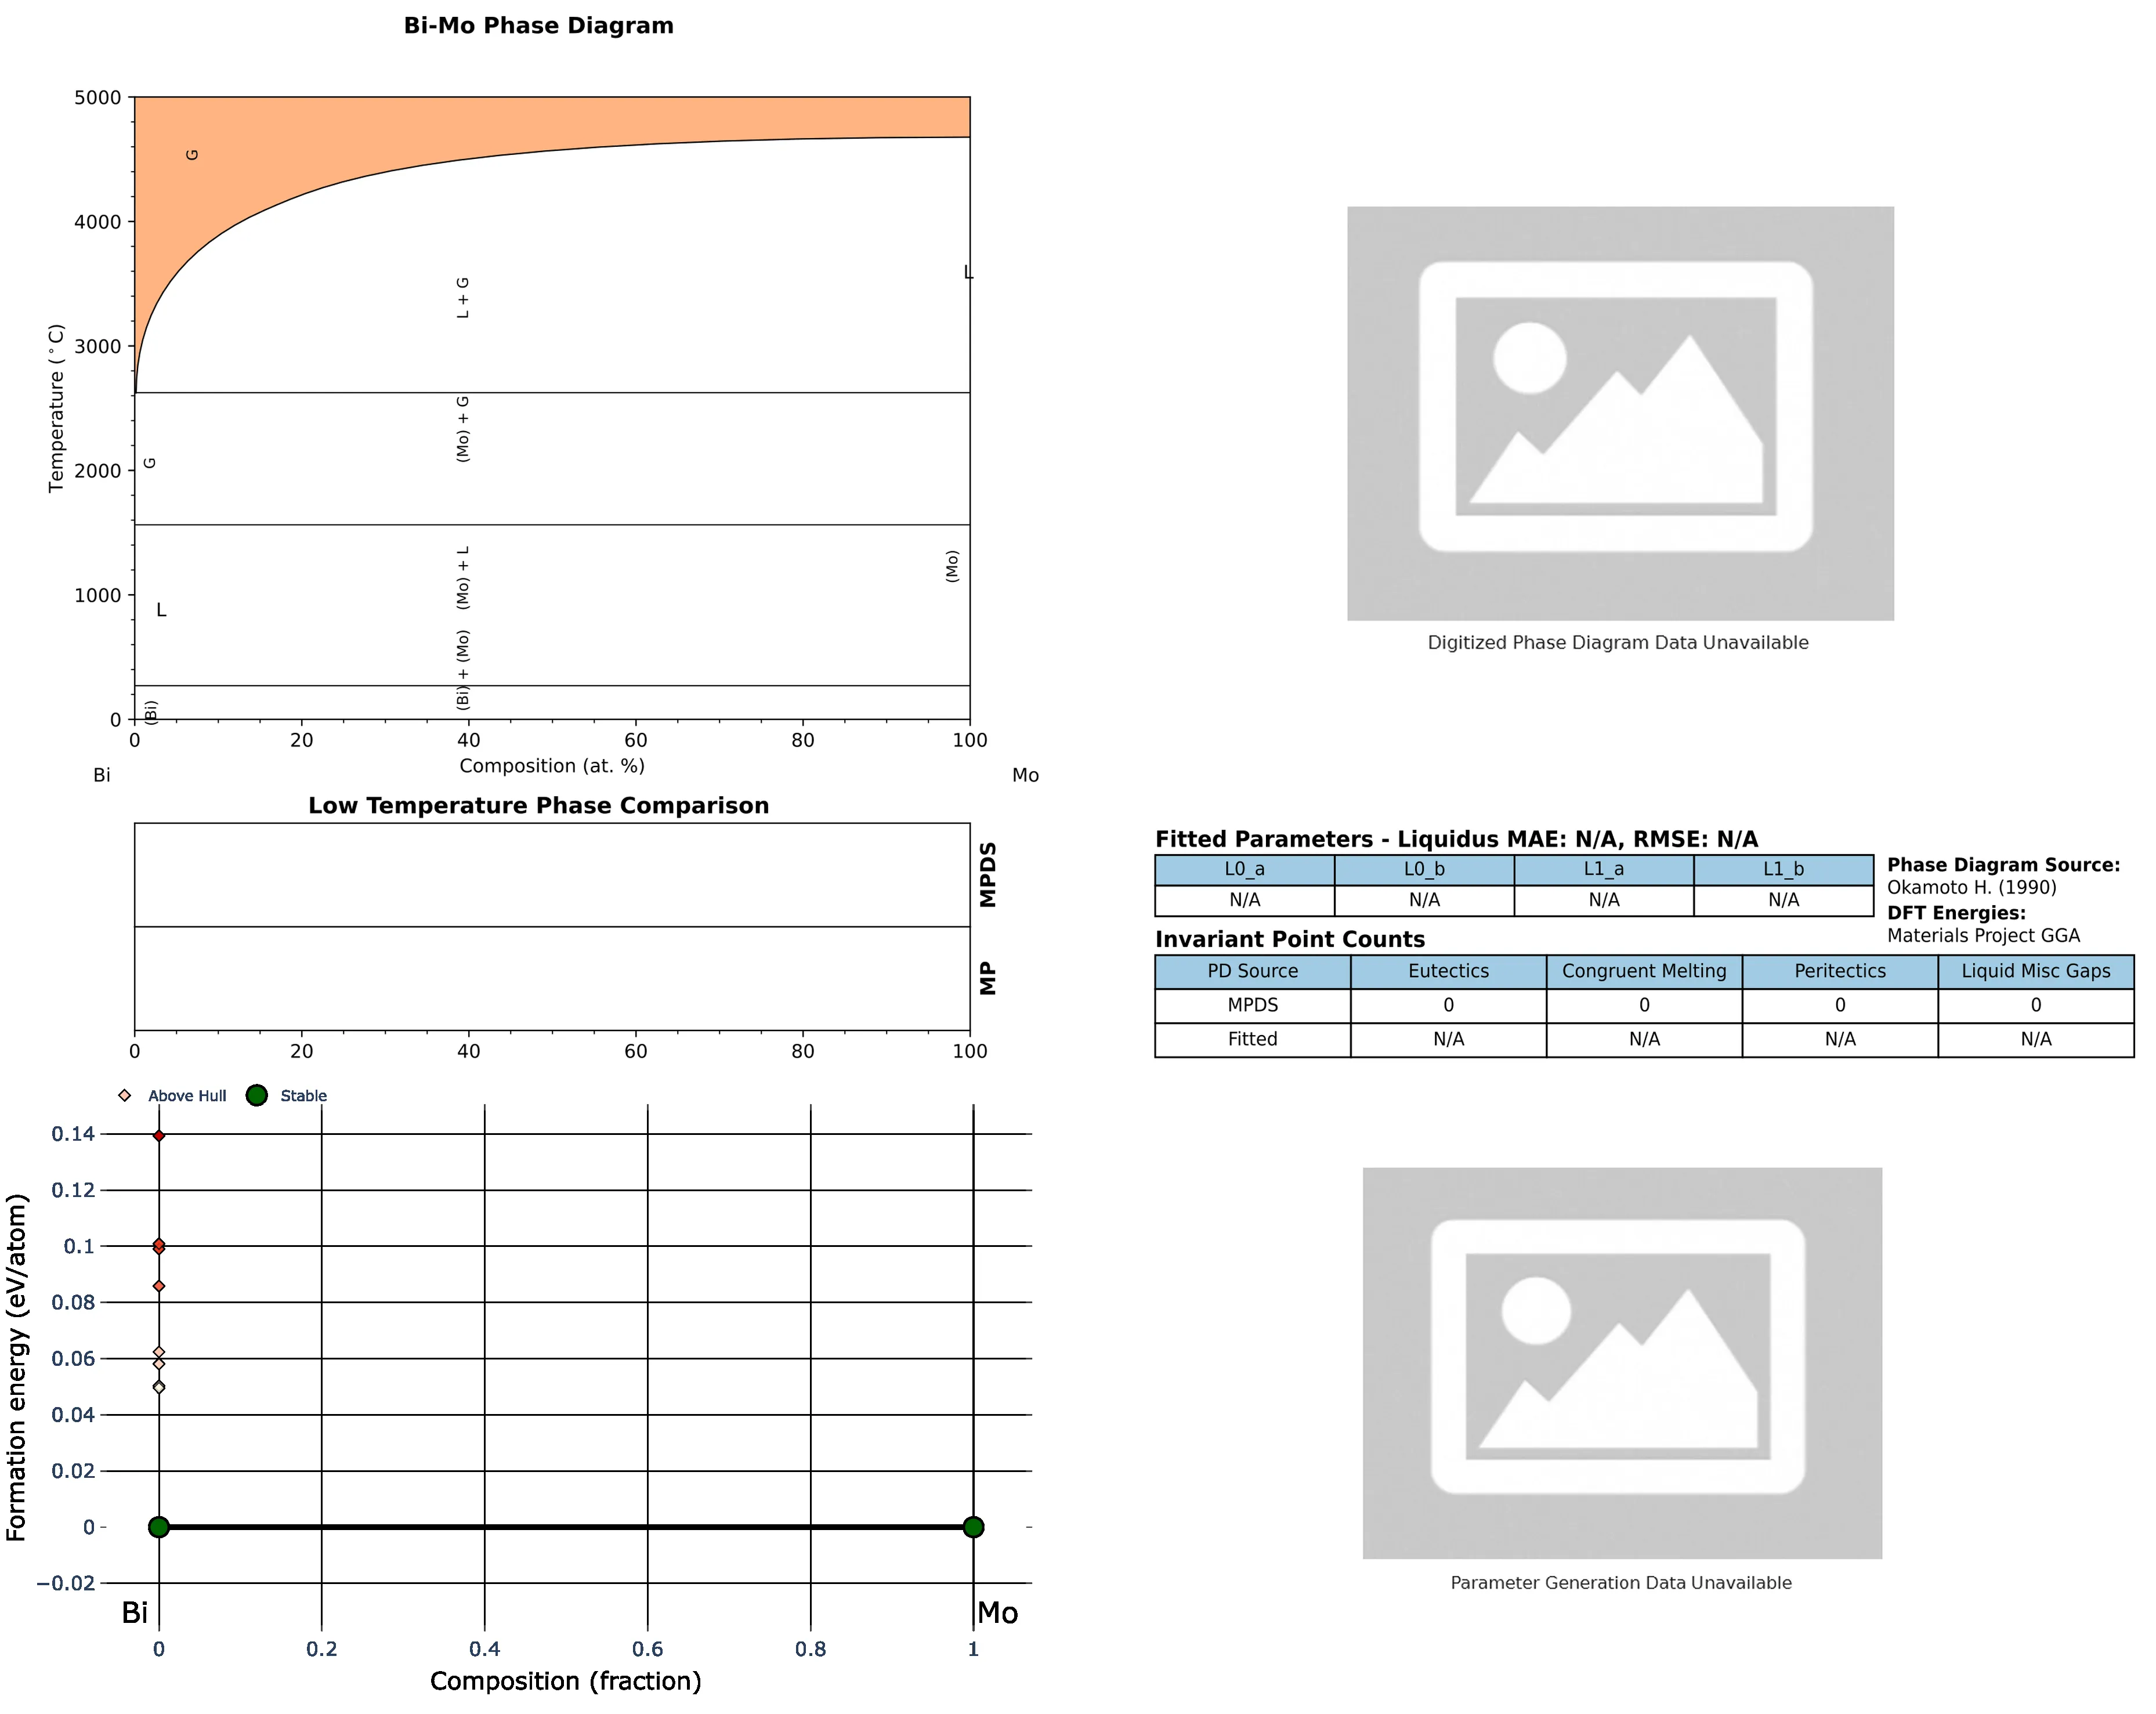 Bi-Mo Phase Diagram
5000
4000
3000
2000
1000
0
Temperature (°C)
G
L + G
L
(Mo) + G
G
(Mo) + L
(Mo)
L
(Bi) + (Mo)
(Bi)
0 20 40 60 80 100
Composition (at. %)
Bi Mo
Digitized Phase Diagram Data Unavailable
Low Temperature Phase Comparison
MPDS
MP
0 20 40 60 80 100
Fitted Parameters - Liquidus MAE: N/A, RMSE: N/A
L0_a L0_b L1_a L1_b
N/A N/A N/A N/A
Phase Diagram Source:
Okamoto H. (1990)
DFT Energies:
Materials Project GGA
Invariant Point Counts
PD Source Eutectics Congruent Melting Peritectics Liquid Misc Gaps
MPDS 0 0 0 0
Fitted N/A N/A N/A N/A
Above Hull Stable
0.14
0.12
0.1
0.08
0.06
0.04
0.02
0
−0.02
Formation energy (eV/atom)
Bi Mo
0 0.2 0.4 0.6 0.8 1
Composition (fraction)
Parameter Generation Data Unavailable